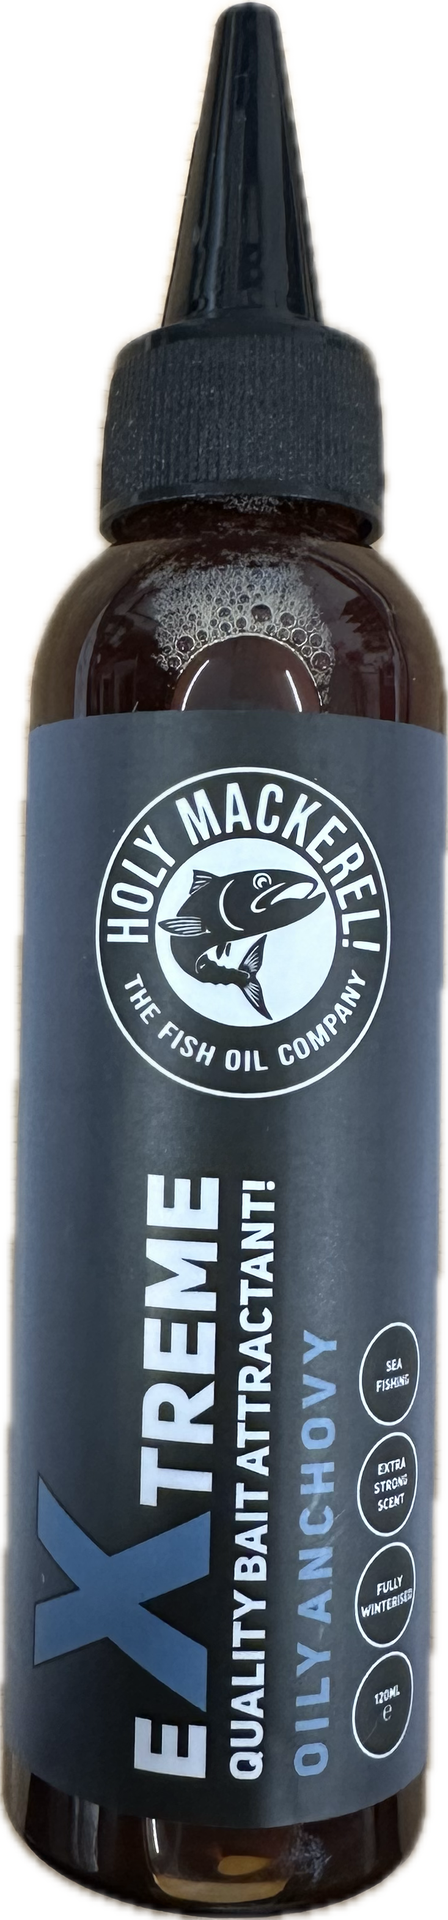 HOLY MACKEREL!
THE FISH OIL COMPANY
EXTREME
QUALITY BAIT ATTRACTANT!
OILY ANCHOVY
SEA
FISHING
EXTRA
STRONG
SCENT
FULLY
WINTERISED
120ML
℮